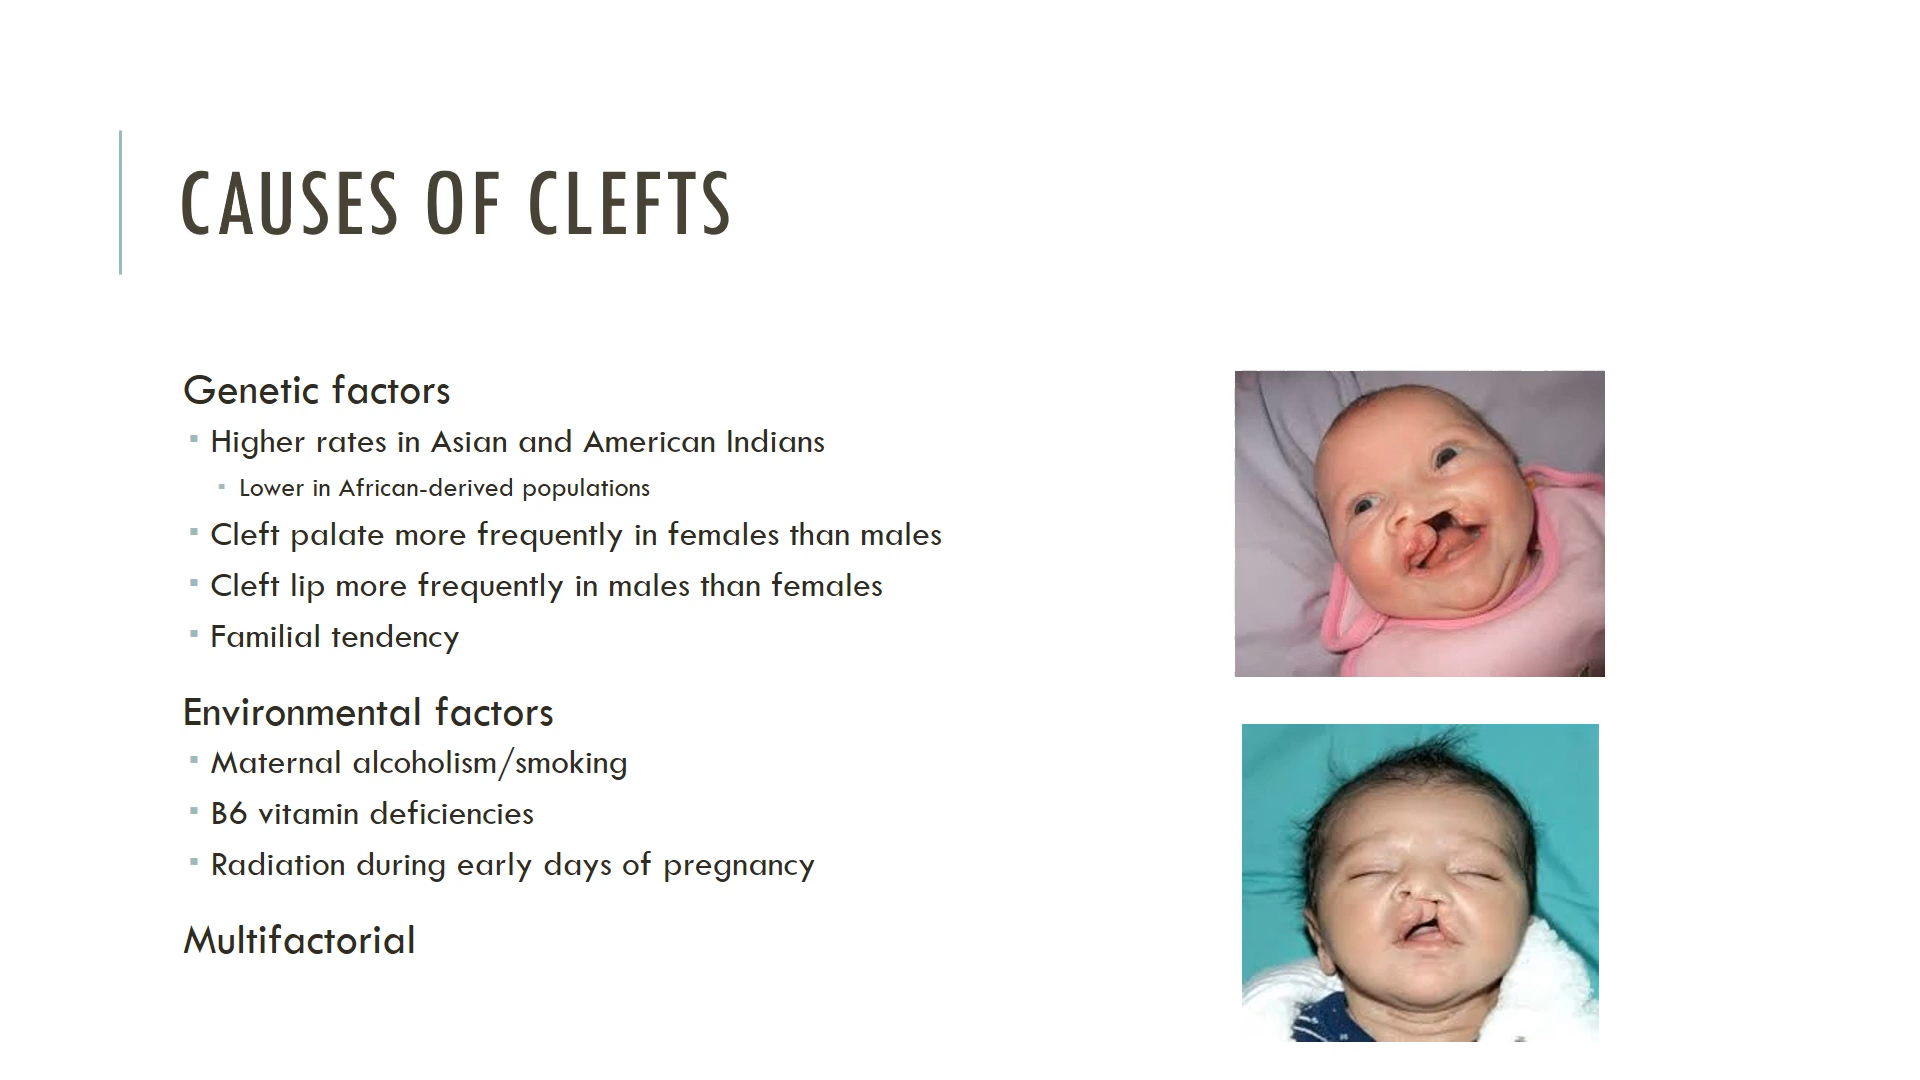 CAUSES OF CLEFTS
Genetic factors
▪ Higher rates in Asian and American Indians
▪ Lower in African-derived populations
▪ Cleft palate more frequently in females than males
▪ Cleft lip more frequently in males than females
▪ Familial tendency
Environmental factors
▪ Maternal alcoholism/smoking
▪ B6 vitamin deficiencies
▪ Radiation during early days of pregnancy
Multifactorial